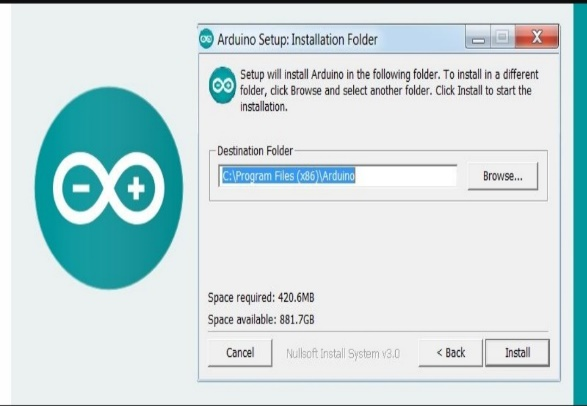 Arduino Setup: Installation Folder
Setup will install Arduino in the following folder. To install in a different
folder, click Browse and select another folder. Click Install to start the
installation.
Destination Folder
C:\Program Files (x86)\Arduino
Browse...
Space required: 420.6MB
Space available: 881.7GB
Cancel
Nullsoft Install System v3.0
< Back
Install